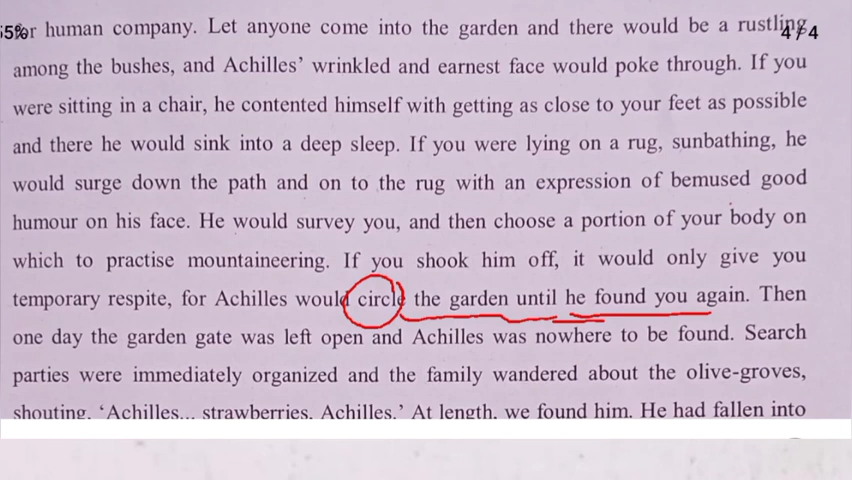 55%
4 / 4
or human company. Let anyone come into the garden and there would be a rustling
among the bushes, and Achilles’ wrinkled and earnest face would poke through. If you
were sitting in a chair, he contented himself with getting as close to your feet as possible
and there he would sink into a deep sleep. If you were lying on a rug, sunbathing, he
would surge down the path and on to the rug with an expression of bemused good
humour on his face. He would survey you, and then choose a portion of your body on
which to practise mountaineering. If you shook him off, it would only give you
temporary respite, for Achilles would circle the garden until he found you again. Then
one day the garden gate was left open and Achilles was nowhere to be found. Search
parties were immediately organized and the family wandered about the olive-groves,
shouting, ‘Achilles... strawberries, Achilles.’ At length, we found him. He had fallen into